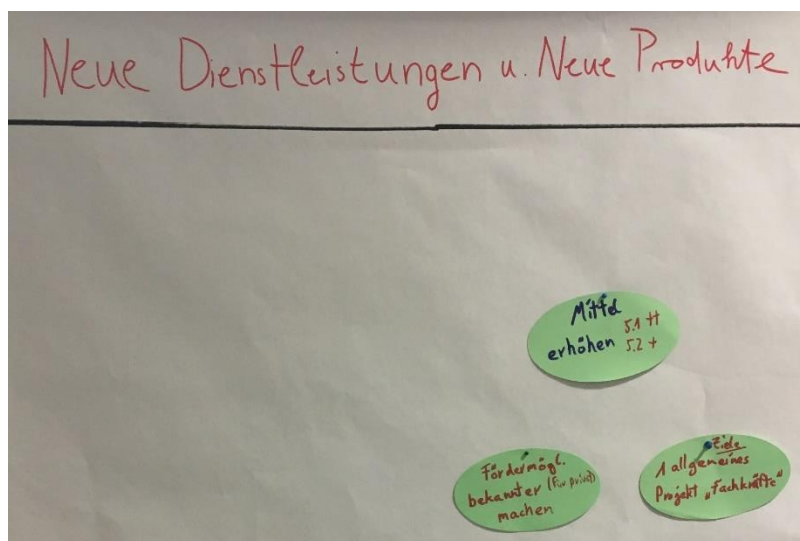 Neue Dienstleistungen u. Neue Produkte
Mittel
erhöhen
5.1 ++
5.2 +
Fördermögl.
bekannter (für privat)
machen
Ziele
1 allgemeines
Projekt „Fachkräfte“